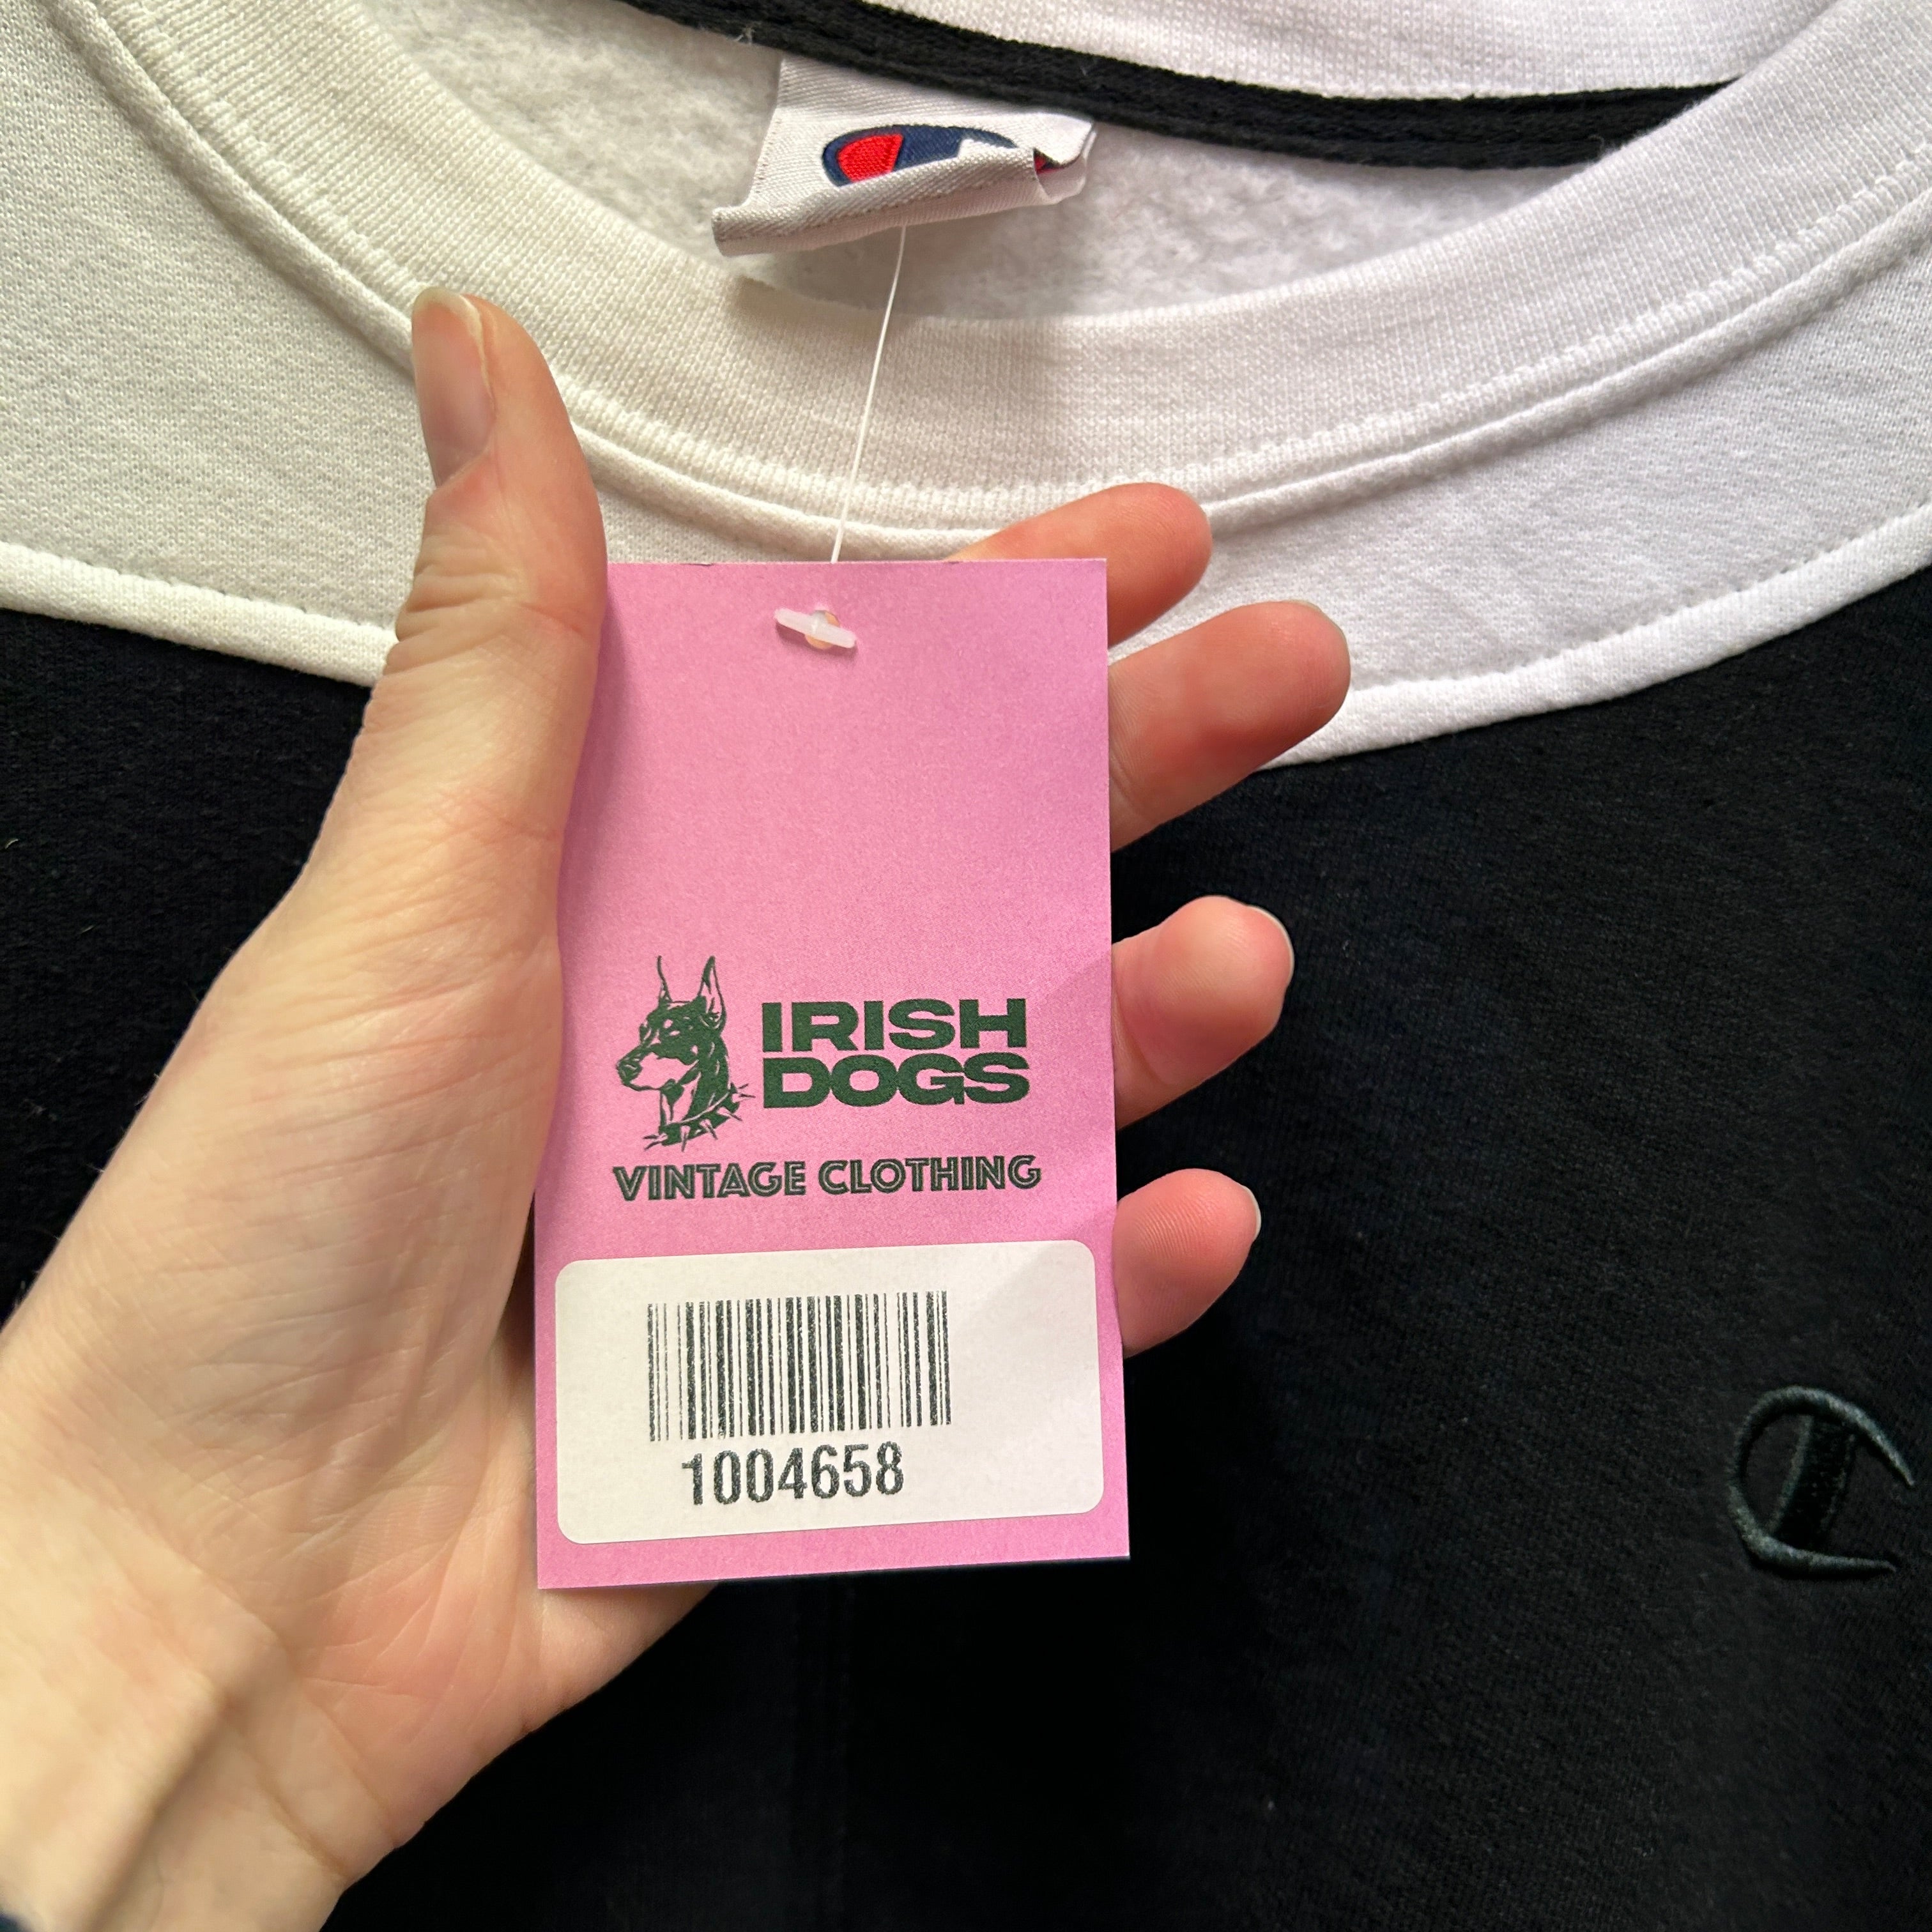 IRISH
DOGS
VINTAGE CLOTHING
1004658